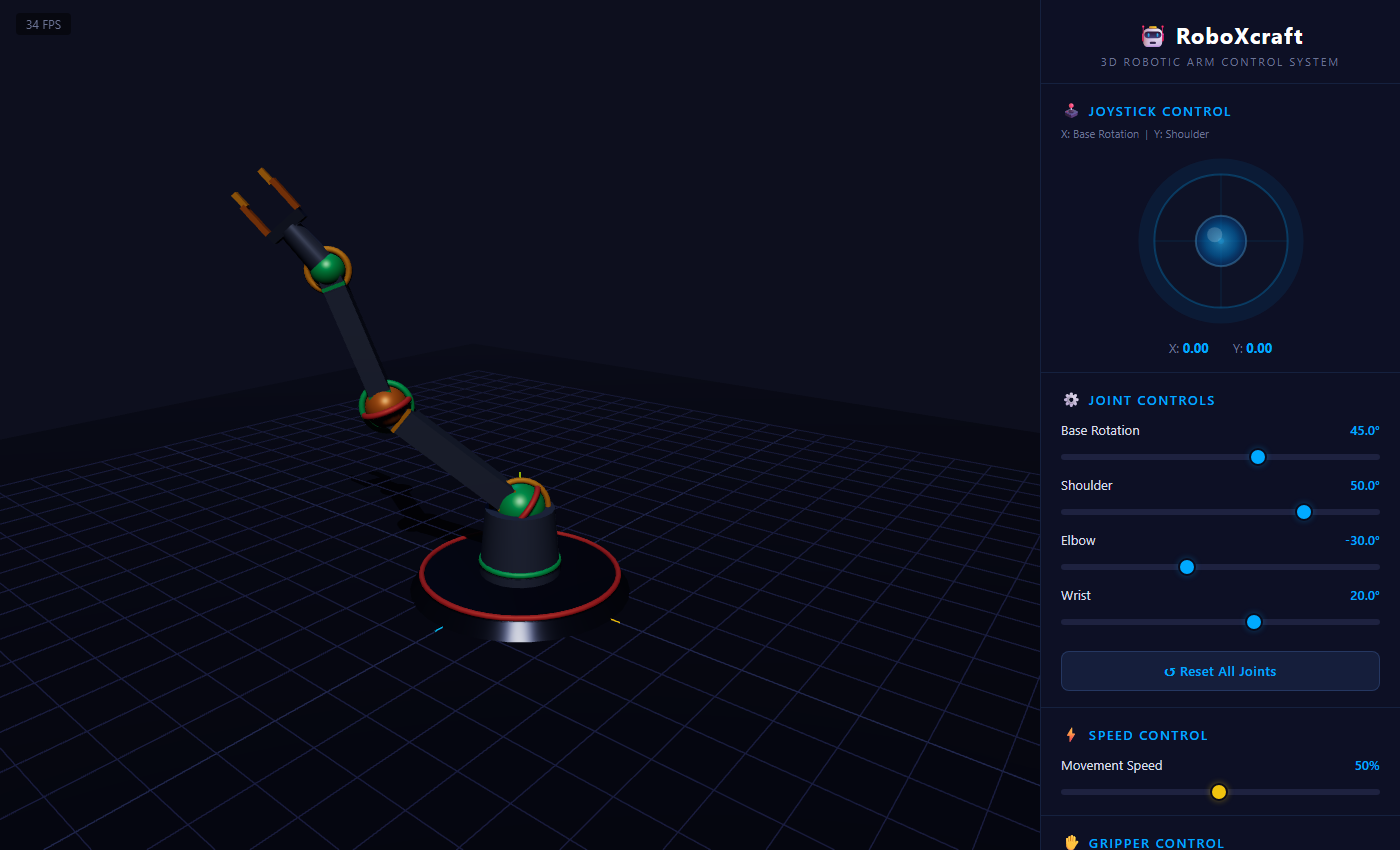 34 FPS
RoboXcraft
3D ROBOTIC ARM CONTROL SYSTEM
JOYSTICK CONTROL
X: Base Rotation | Y: Shoulder
X: 0.00 Y: 0.00
JOINT CONTROLS
Base Rotation 45.0°
Shoulder 50.0°
Elbow -30.0°
Wrist 20.0°
↺ Reset All Joints
SPEED CONTROL
Movement Speed 50%
GRIPPER CONTROL